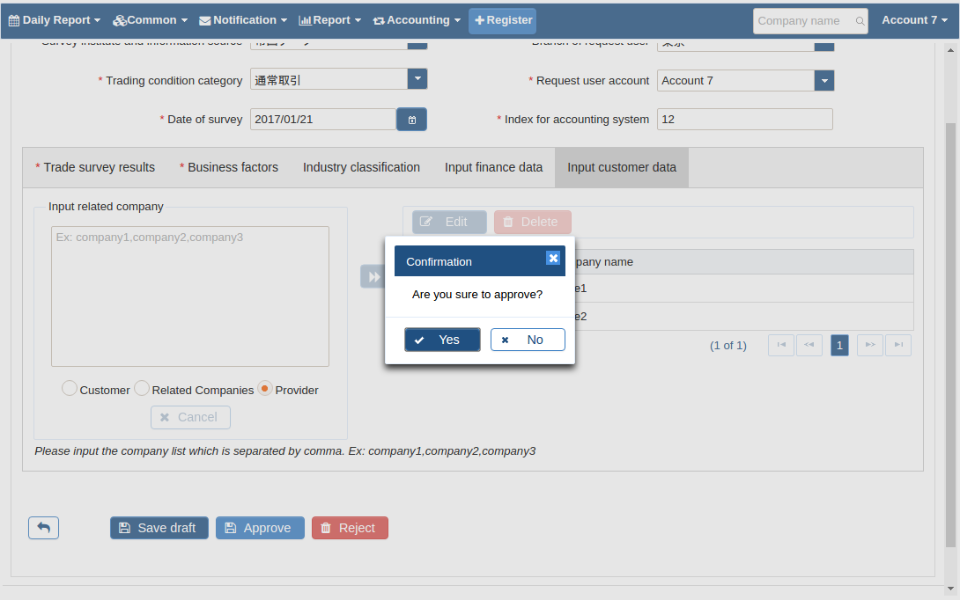 Daily Report Common Notification Report Accounting Register Company name Account 7
Survey institute and information source Branch of request user
* Trading condition category 通常取引 * Request user account Account 7
* Date of survey 2017/01/21 * Index for accounting system 12
* Trade survey results * Business factors Industry classification Input finance data Input customer data
Input related company
Edit Delete
Ex: company1,company2,company3
Confirmation
Are you sure to approve?
Yes No
pany name
e1
e2
(1 of 1) 1
Customer Related Companies Provider
Cancel
Please input the company list which is separated by comma. Ex: company1,company2,company3
Save draft Approve Reject